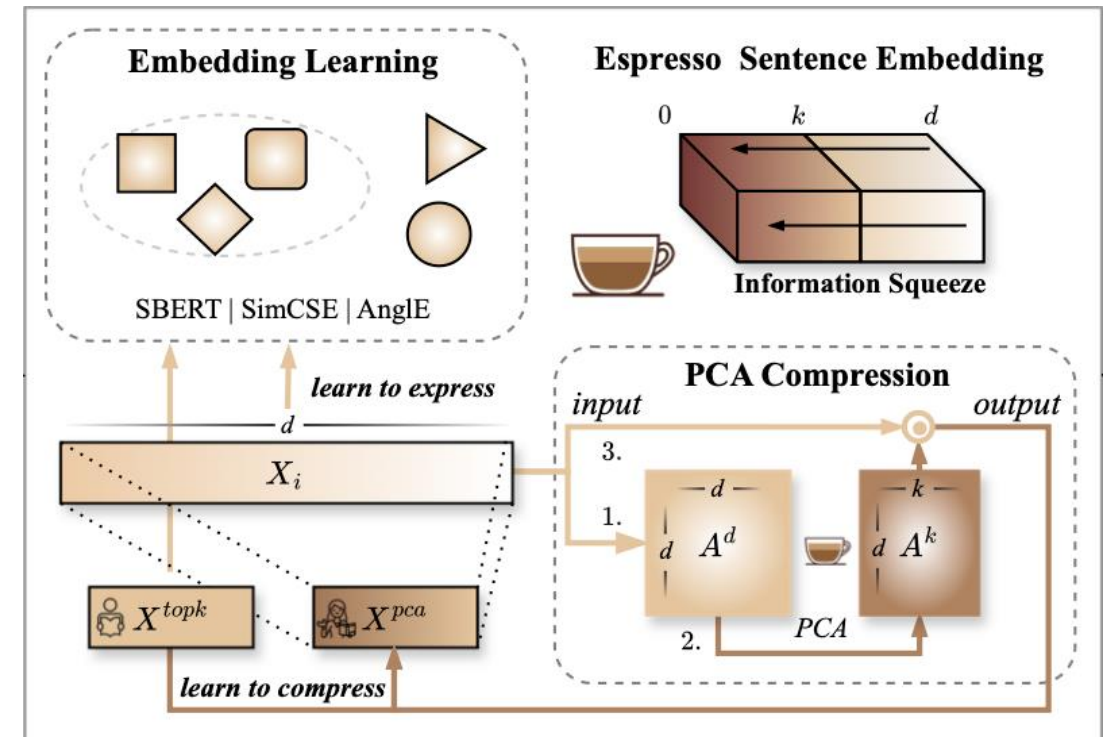 Embedding Learning
SBERT | SimCSE | AnglE
Espresso Sentence Embedding
0 k d
Information Squeeze
learn to express
d
X_i
X^{topk}
X^{pca}
learn to compress
PCA Compression
input output
3.
1.
d
d
A^d
k
d
A^k
2.
PCA